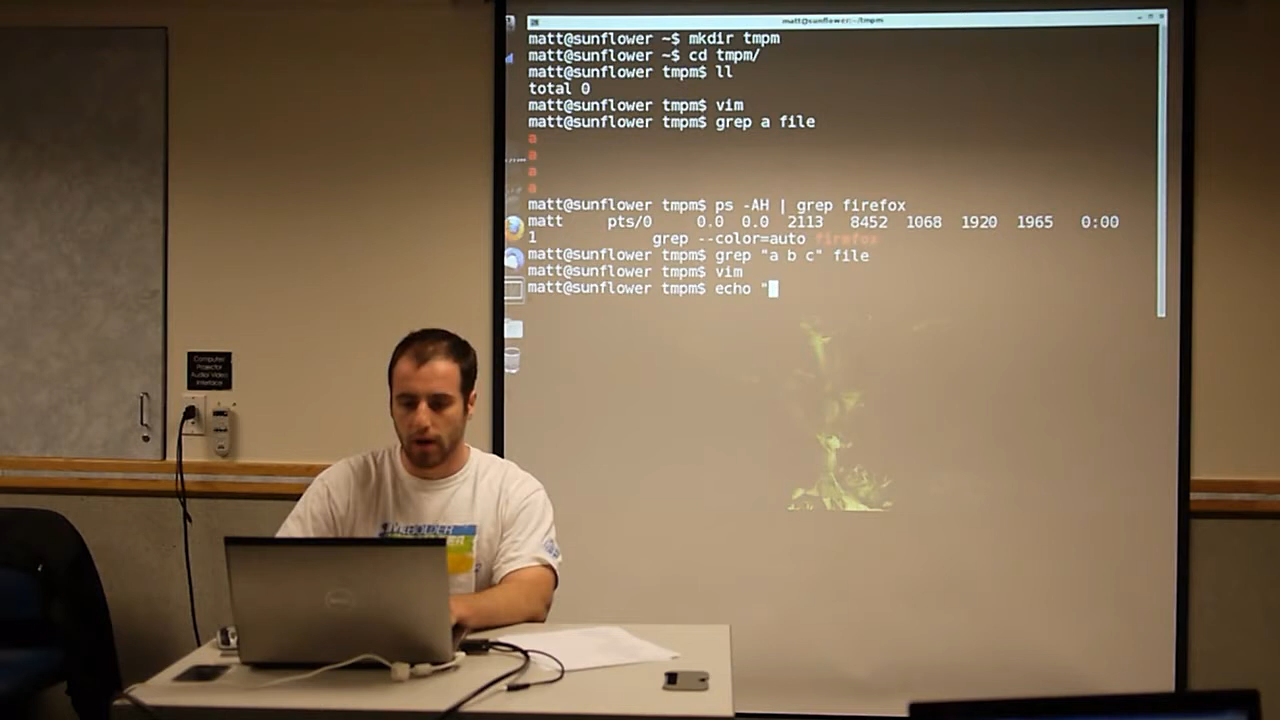 matt@sunflower:~/tmpm
matt@sunflower ~$ mkdir tmpm
matt@sunflower ~$ cd tmpm/
matt@sunflower tmpm$ ll
total 0
matt@sunflower tmpm$ vim
matt@sunflower tmpm$ grep a file
a
a
a
a
matt@sunflower tmpm$ ps -AH | grep firefox
matt pts/0 0.0 0.0 2113 8452 1068 1920 1965 0:00
1 grep --color=auto firefox
matt@sunflower tmpm$ grep "a b c" file
matt@sunflower tmpm$ vim
matt@sunflower tmpm$ echo "
Computer
Projector
Audio/Video
Interface
DELL